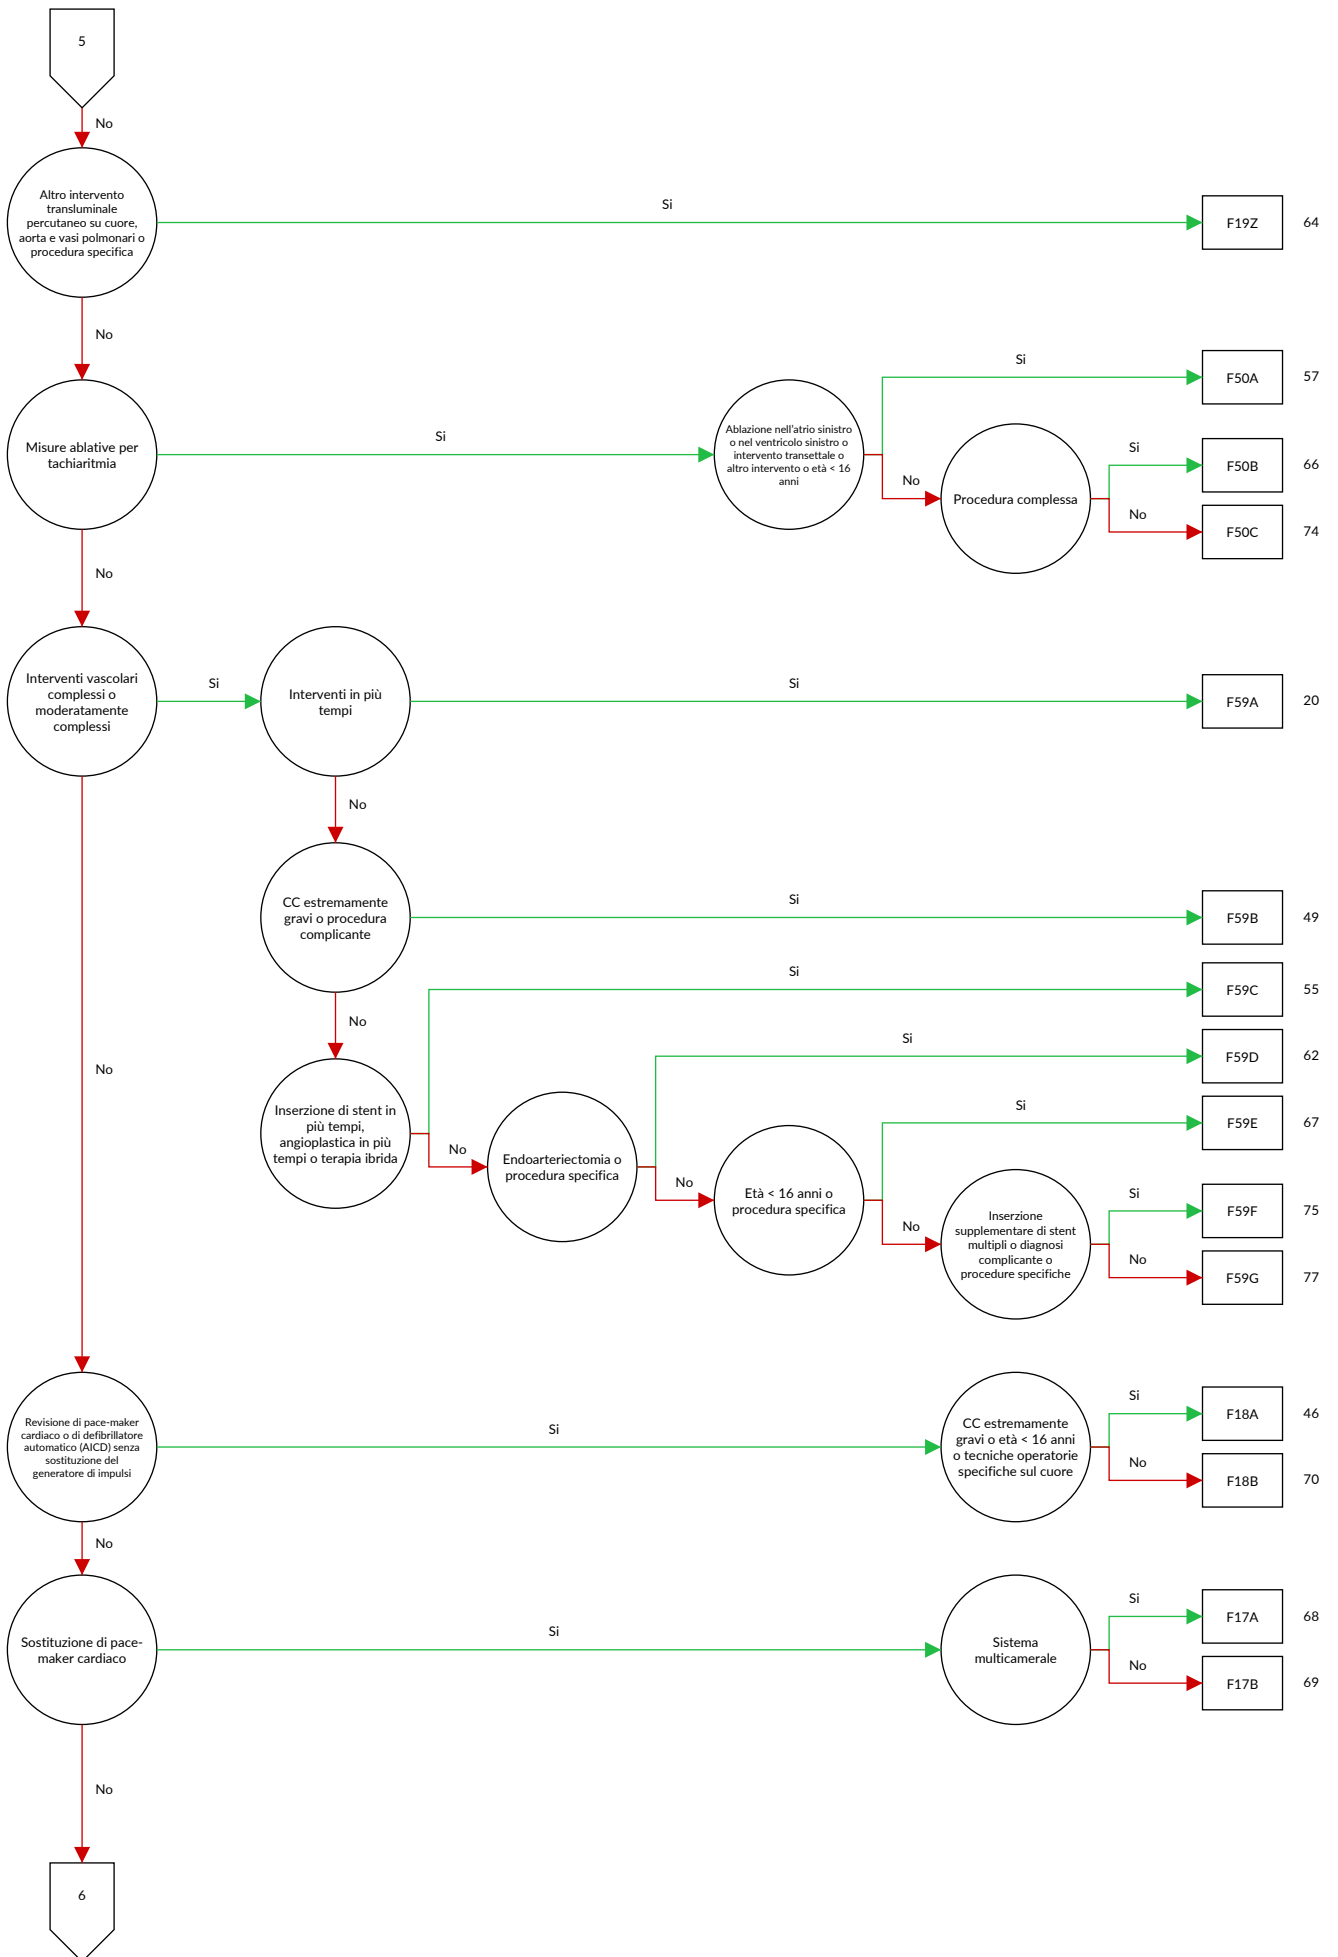 5
No
Altro intervento
transluminale
percutaneo su cuore,
aorta e vasi polmonari o
procedura specifica
Si
F19Z
64
No
Misure ablative per
tachiaritmia
Si
Ablazione nell'atrio sinistro
o nel ventricolo sinistro o
intervento transettale o
altro intervento o età < 16
anni
Si
F50A
57
No
Procedura complessa
Si
F50B
66
No
F50C
74
No
Interventi vascolari
complessi o
moderatamente
complessi
Si
Interventi in più
tempi
Si
F59A
20
No
CC estremamente
gravi o procedura
complicante
Si
F59B
49
No
Inserzione di stent in
più tempi,
angioplastica in più
tempi o terapia ibrida
Si
F59C
55
No
Endoarteriectomia o
procedura specifica
Si
F59D
62
No
Età < 16 anni o
procedura specifica
Si
F59E
67
No
Inserzione
supplementare di stent
multipli o diagnosi
complicante o
procedure specifiche
Si
F59F
75
No
F59G
77
No
Revisione di pace-maker
cardiaco o di defibrillatore
automatico (AICD) senza
sostituzione del
generatore di impulsi
Si
CC estremamente
gravi o età < 16 anni
o tecniche operatorie
specifiche sul cuore
Si
F18A
46
No
F18B
70
No
Sostituzione di pace-
maker cardiaco
Si
Sistema
multicamerale
Si
F17A
68
No
F17B
69
No
6